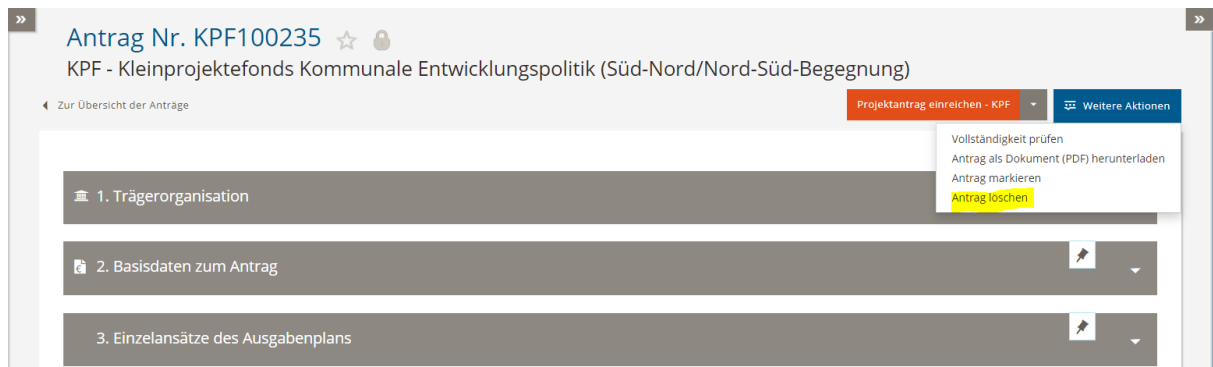 Antrag Nr. KPF100235
KPF - Kleinprojektefonds Kommunale Entwicklungspolitik (Süd-Nord/Nord-Süd-Begegnung)
Zur Übersicht der Anträge
Projektantrag einreichen - KPF
Weitere Aktionen
Vollständigkeit prüfen
Antrag als Dokument (PDF) herunterladen
Antrag markieren
Antrag löschen
1. Trägerorganisation
2. Basisdaten zum Antrag
3. Einzelansätze des Ausgabenplans